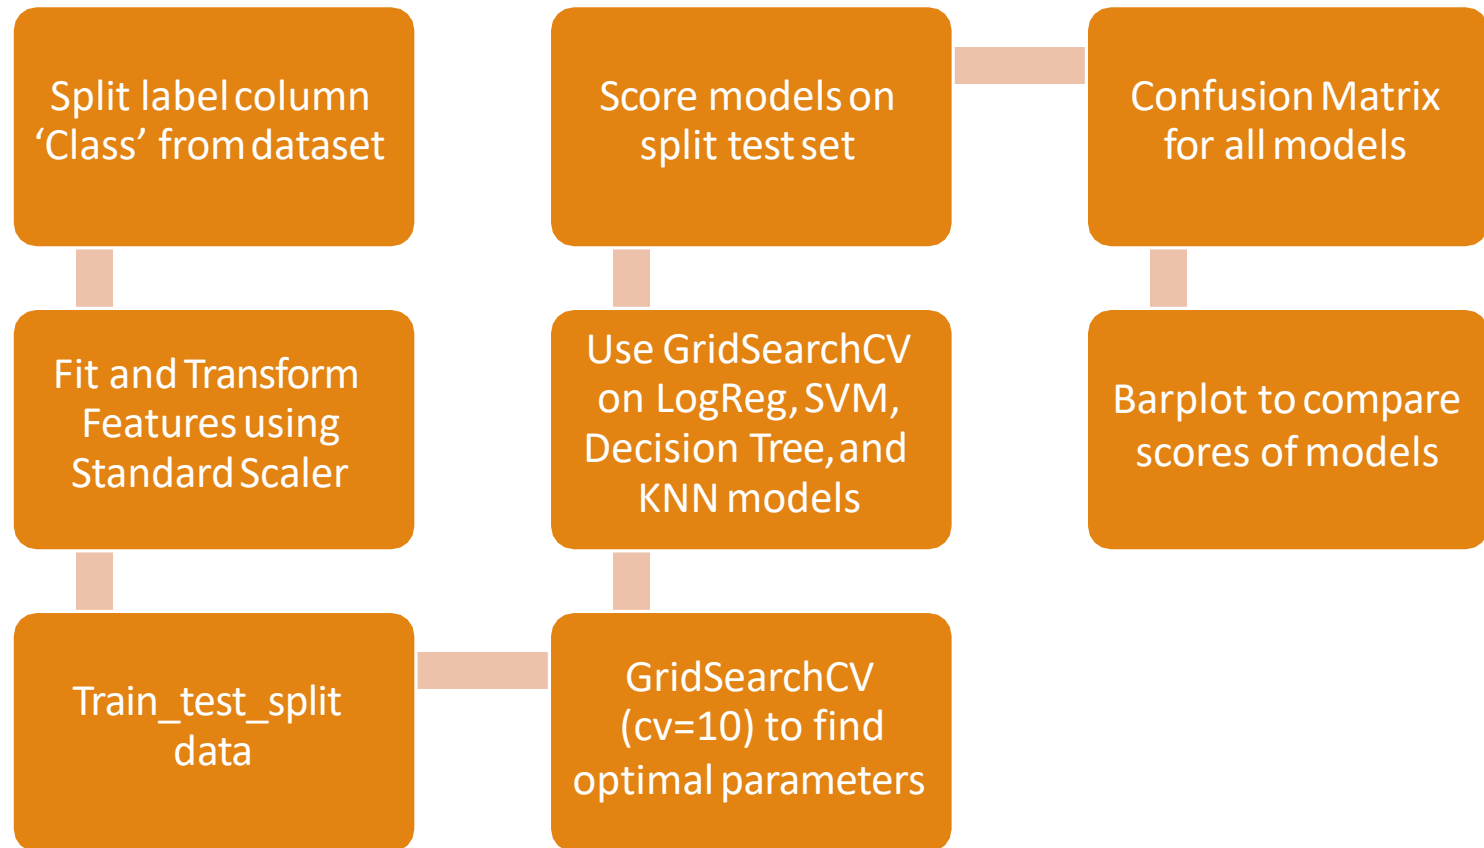 Split label column
‘Class’ from dataset
Fit and Transform
Features using
Standard Scaler
Train_test_split
data
GridSearchCV
(cv=10) to find
optimal parameters
Use GridSearchCV
on LogReg, SVM,
Decision Tree, and
KNN models
Score models on
split test set
Confusion Matrix
for all models
Barplot to compare
scores of models